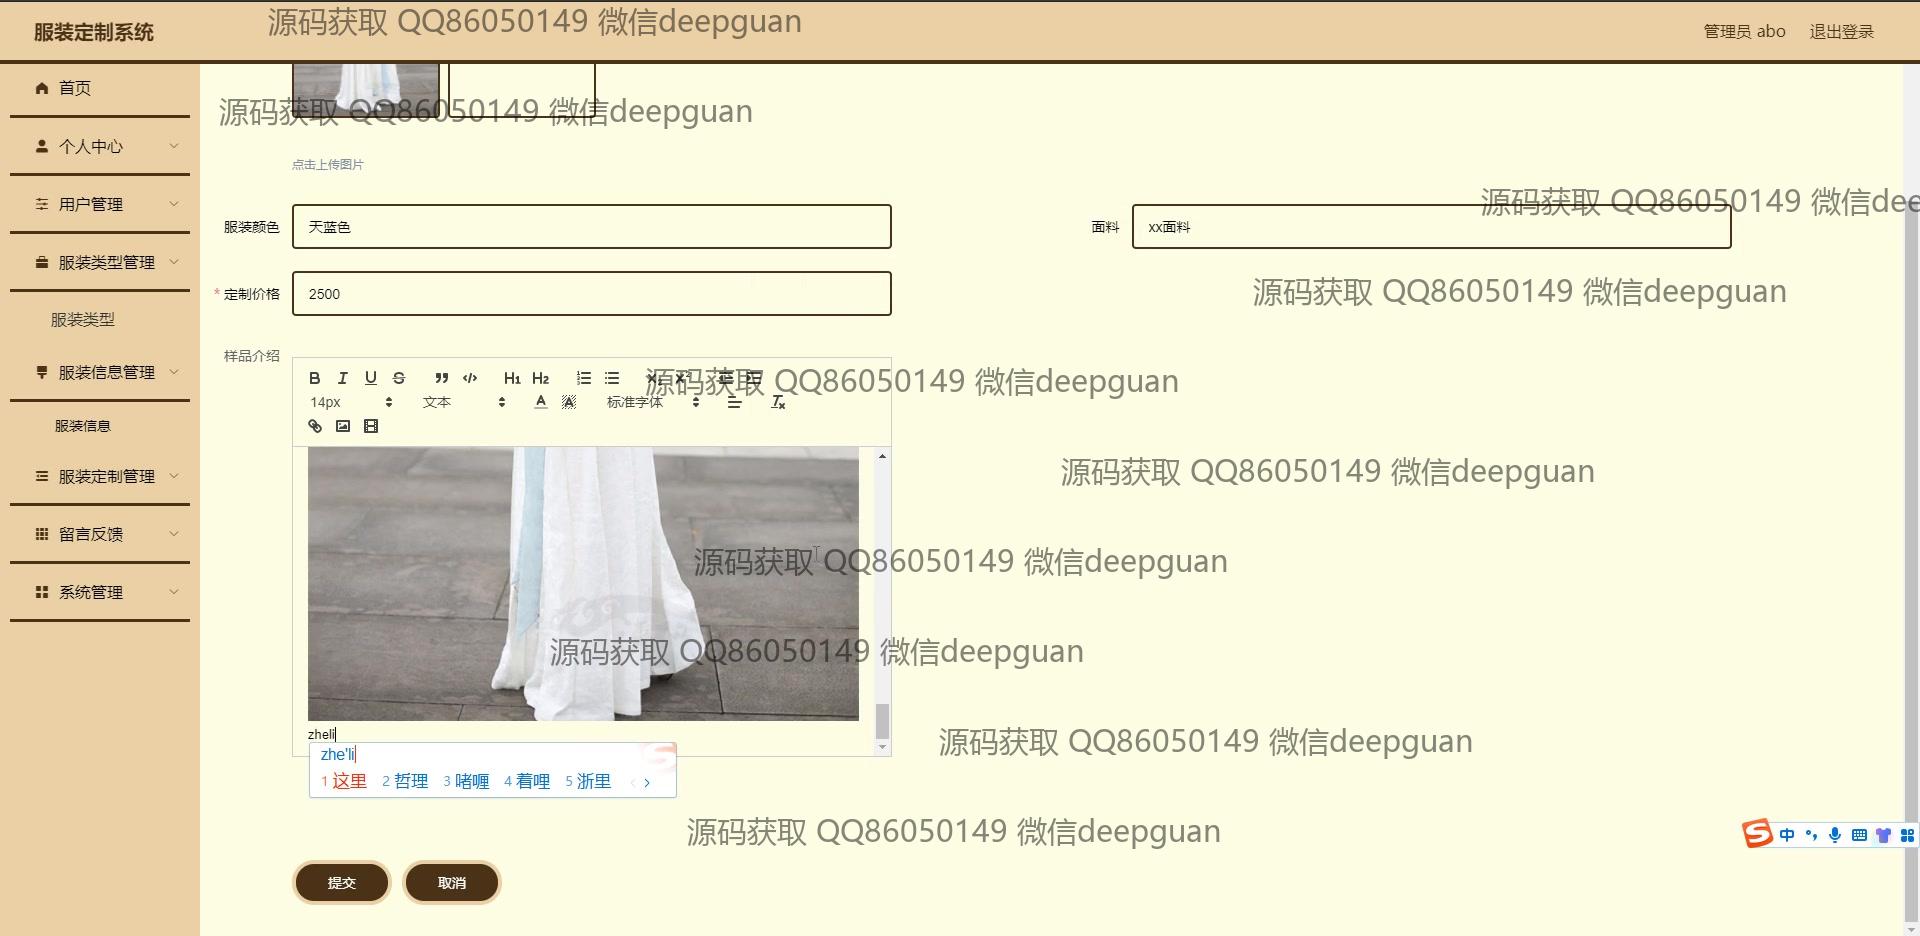 服装定制系统
源码获取 QQ86050149 微信deepguan
管理员 abo
退出登录
首页
源码获取 QQ86050149 微信deepguan
个人中心
点击上传图片
用户管理
源码获取 QQ86050149 微信dee
服装颜色
天蓝色
面料
xx面料
服装类型管理
定制价格
2500
源码获取 QQ86050149 微信deepguan
服装类型
样品介绍
服装信息管理
B I U S H1 H2
源码获取 QQ86050149 微信deepguan
14px
文本
标准字体
服装信息
服装定制管理
源码获取 QQ86050149 微信deepguan
留言反馈
源码获取 QQ86050149 微信deepguan
系统管理
源码获取 QQ86050149 微信deepguan
zheli
源码获取 QQ86050149 微信deepguan
zhe'li
1 这里 2 哲理 3 啫喱 4 着哩 5 浙里
源码获取 QQ86050149 微信deepguan
中
提交
取消